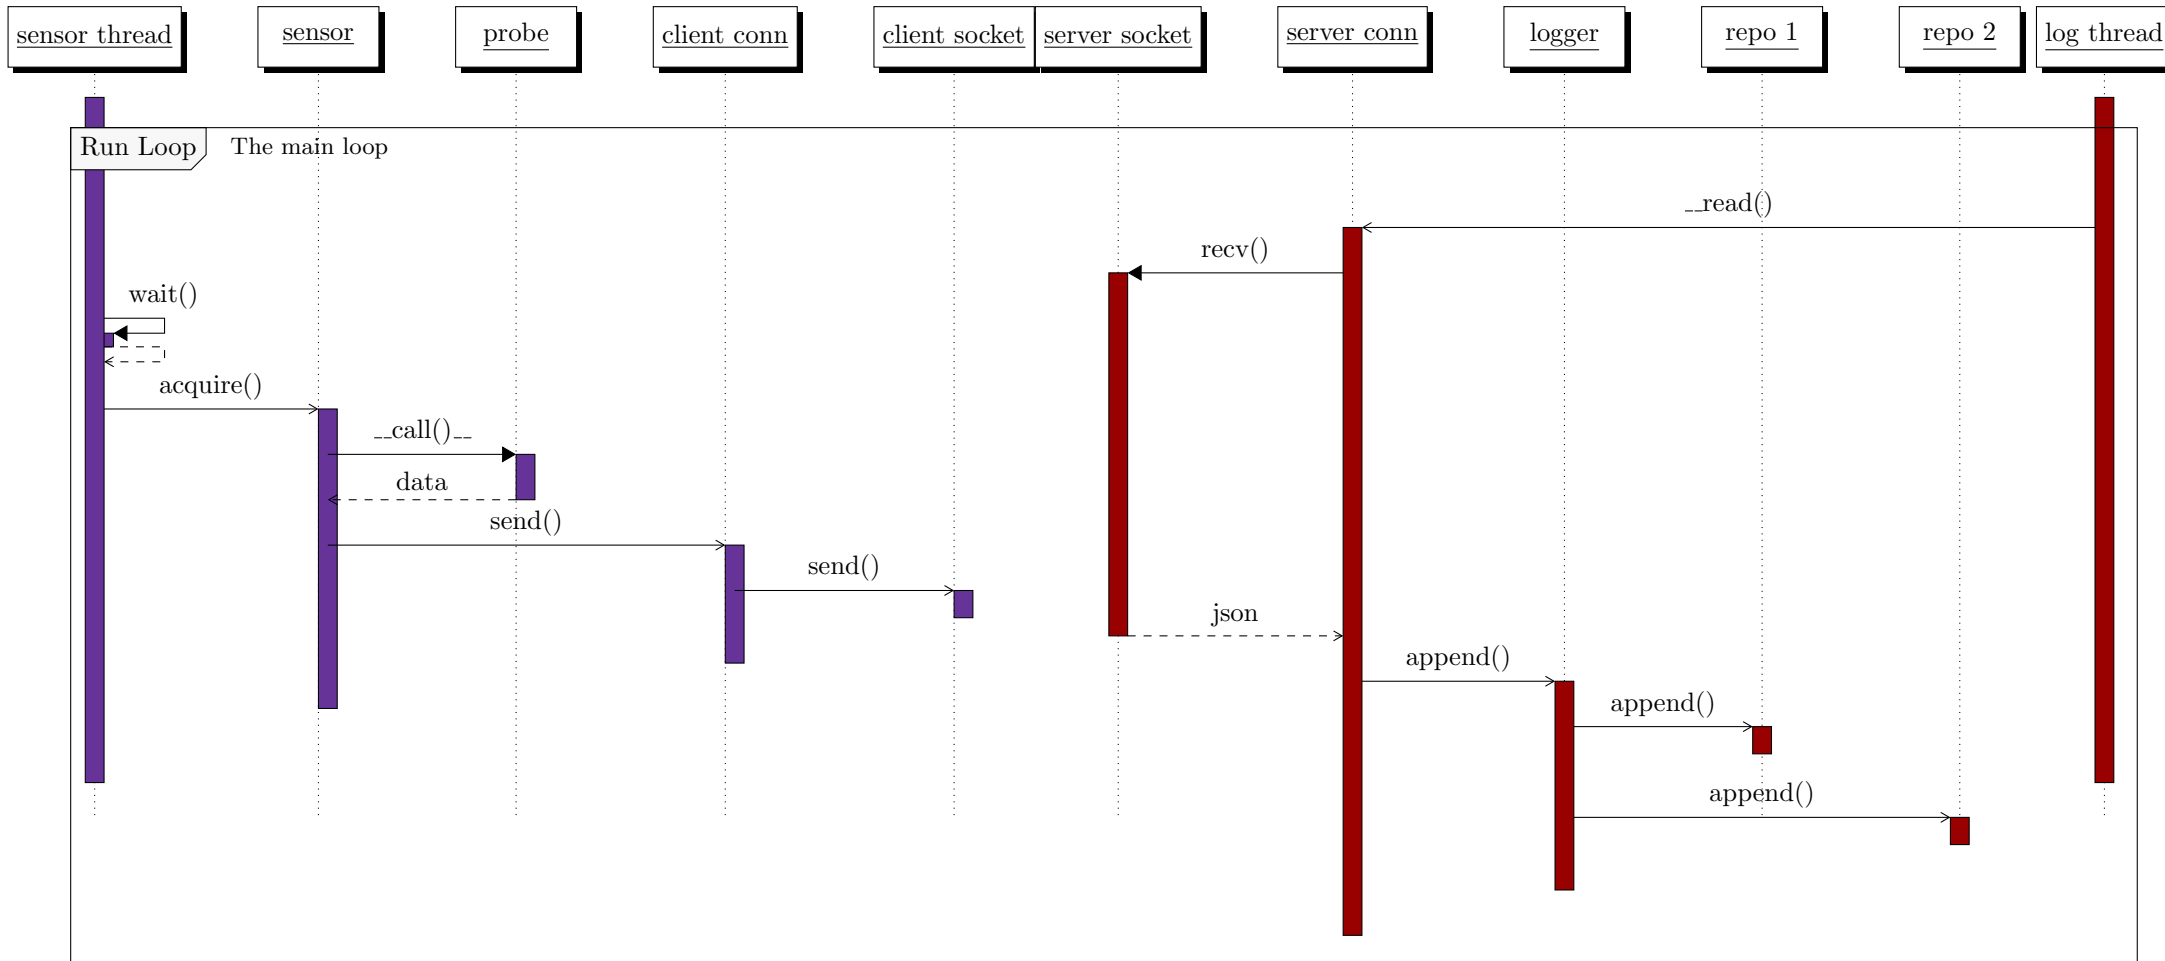 sensor thread
sensor
probe
client conn
client socket
server socket
server conn
logger
repo 1
repo 2
log thread
Run Loop
The main loop
__read()
recv()
wait()
acquire()
__call()__
data
send()
send()
json
append()
append()
append()